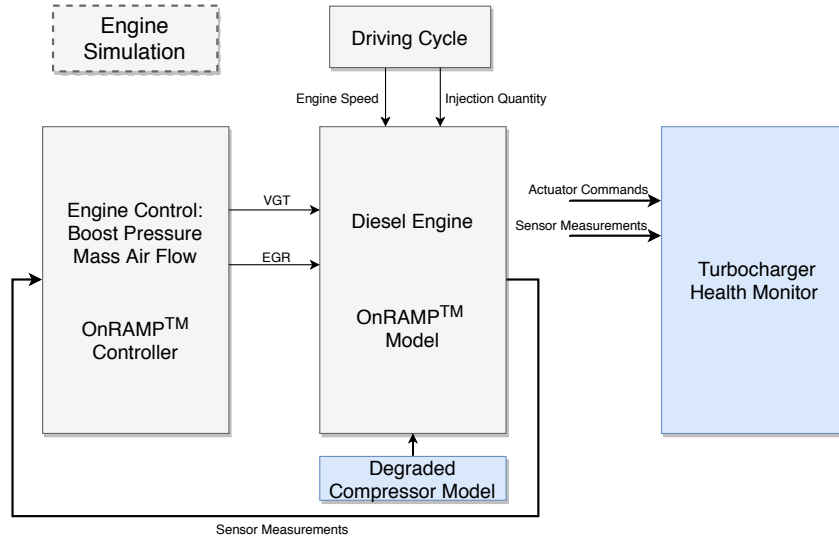 Engine
Simulation
Driving Cycle
Engine Speed
Injection Quantity
Engine Control:
Boost Pressure
Mass Air Flow
OnRAMP™
Controller
VGT
EGR
Diesel Engine
OnRAMP™
Model
Actuator Commands
Sensor Measurements
Turbocharger
Health Monitor
Degraded
Compressor Model
Sensor Measurements